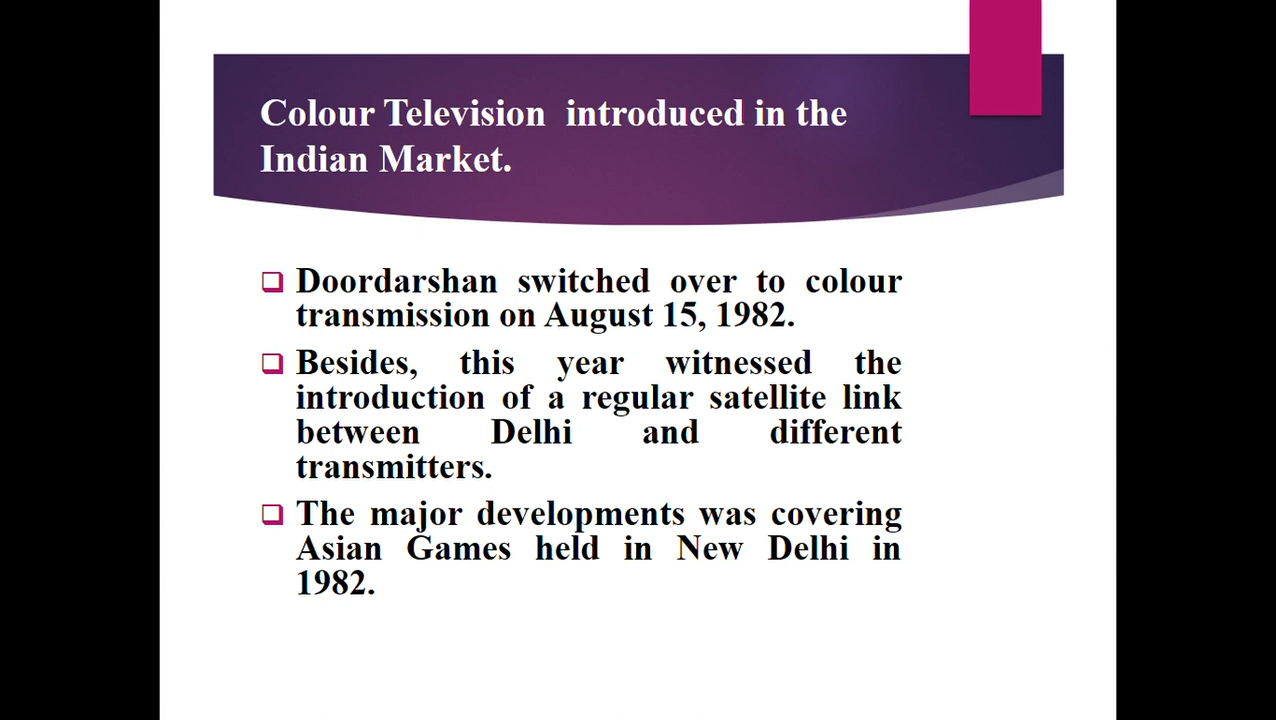 Colour Television introduced in the
Indian Market.
Doordarshan switched over to colour
transmission on August 15, 1982.
Besides, this year witnessed the
introduction of a regular satellite link
between Delhi and different
transmitters.
The major developments was covering
Asian Games held in New Delhi in
1982.